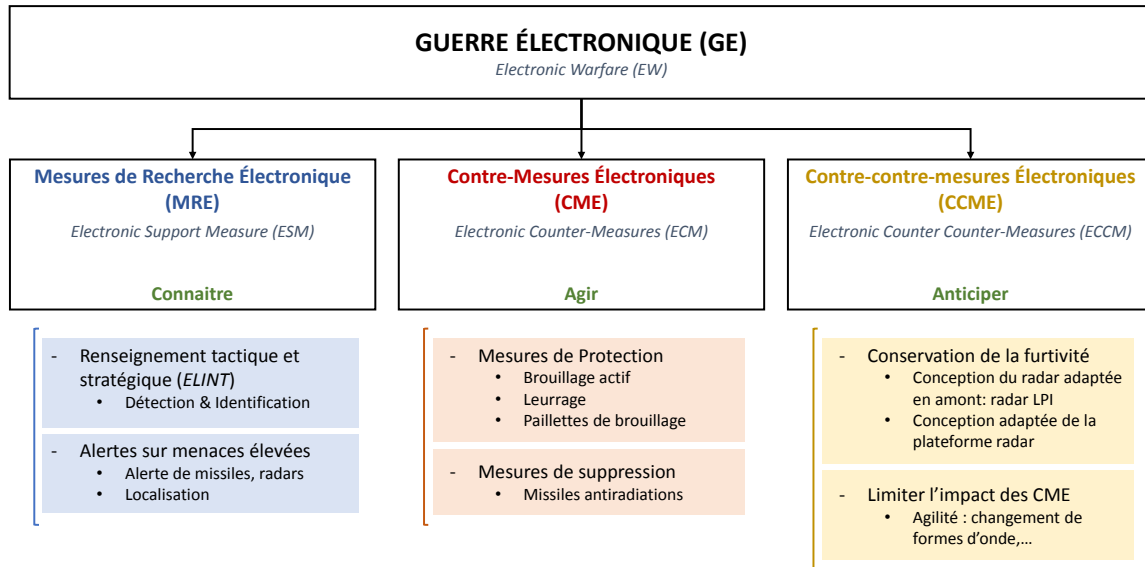 GUERRE ÉLECTRONIQUE (GE)
Electronic Warfare (EW)
Mesures de Recherche Électronique
(MRE)
Electronic Support Measure (ESM)
Connaitre
- Renseignement tactique et
stratégique (ELINT)
• Détection & Identification
- Alertes sur menaces élevées
• Alerte de missiles, radars
• Localisation
Contre-Mesures Électroniques
(CME)
Electronic Counter-Measures (ECM)
Agir
- Mesures de Protection
• Brouillage actif
• Leurrage
• Paillettes de brouillage
- Mesures de suppression
• Missiles antiradiations
Contre-contre-mesures Électroniques
(CCME)
Electronic Counter Counter-Measures (ECCM)
Anticiper
- Conservation de la furtivité
• Conception du radar adaptée
en amont: radar LPI
• Conception adaptée de la
plateforme radar
- Limiter l’impact des CME
• Agilité : changement de
formes d’onde,…